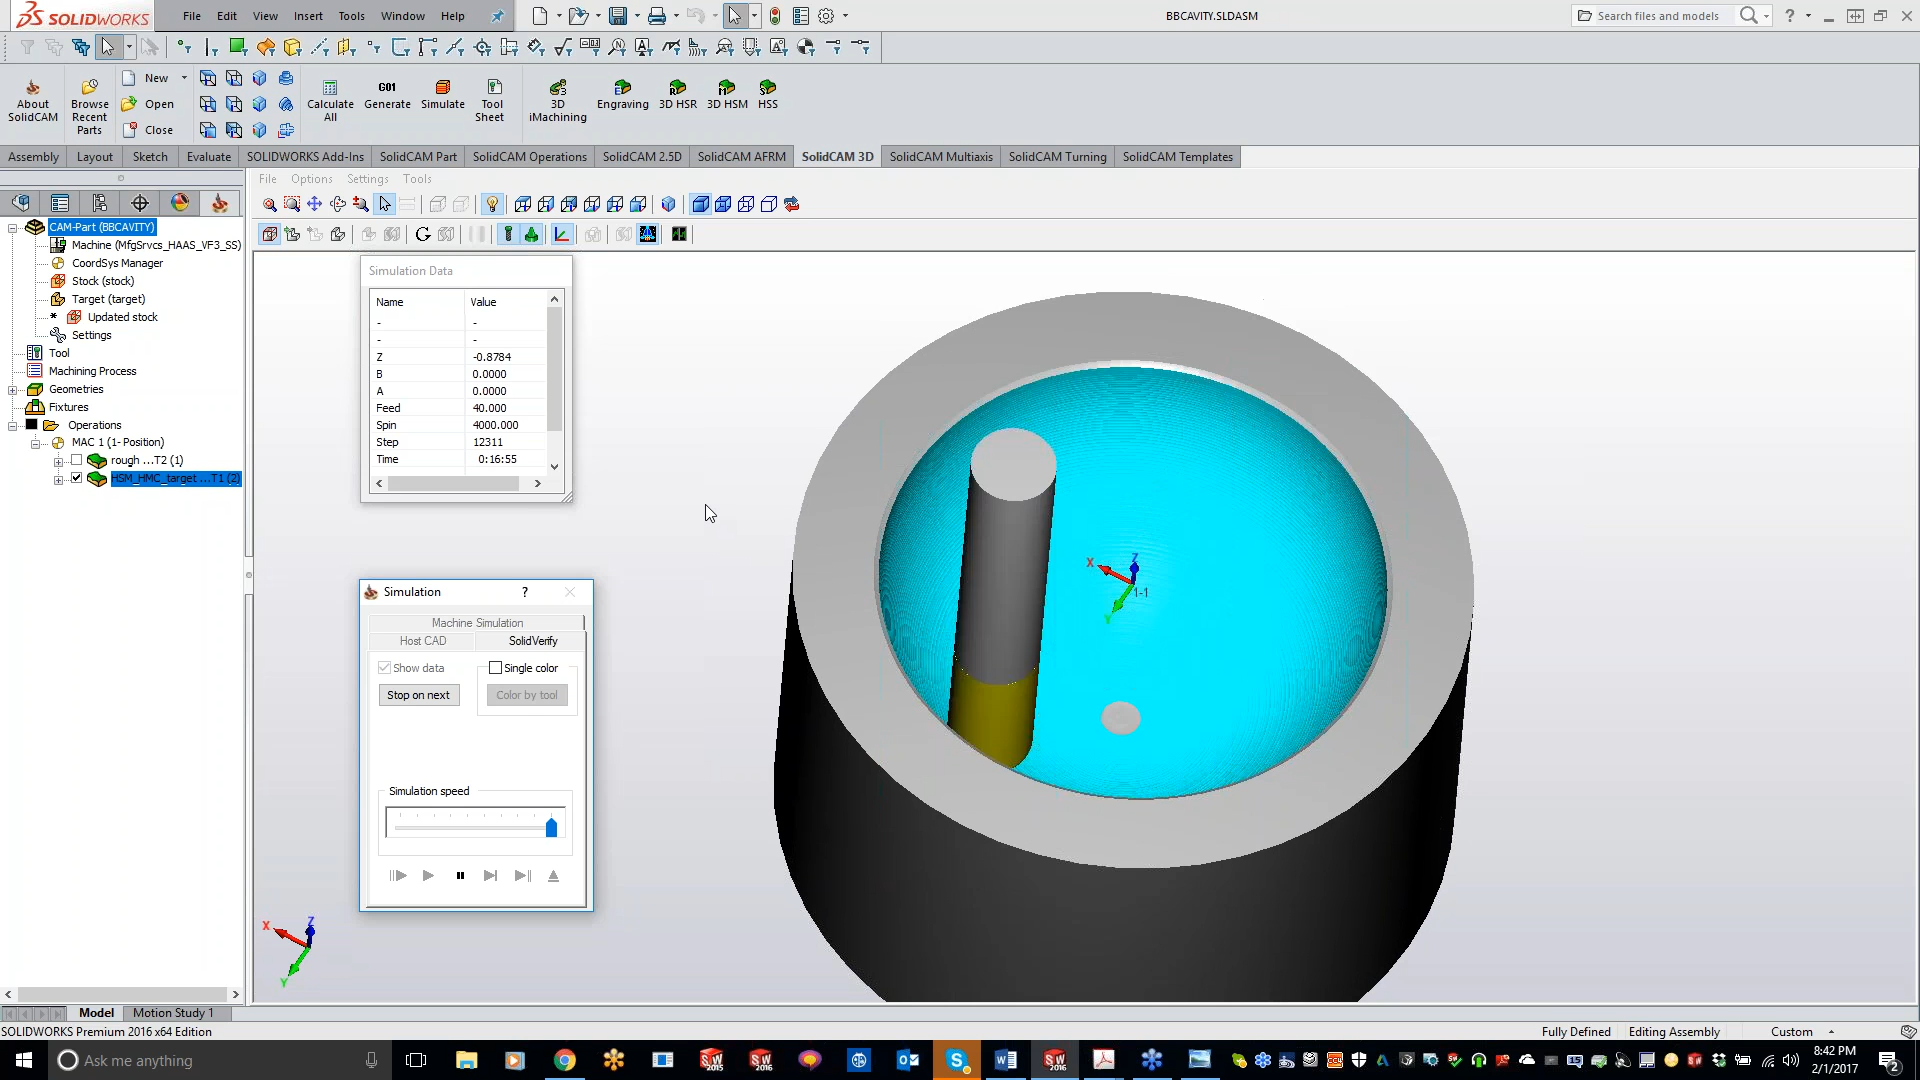 SOLIDWORKS File Edit View Insert Tools Window Help BBCAVITY.SLDASM Search files and models
About SolidCAM
Browse Recent Parts
New
Open
Close
Calculate All
G01 Generate
Simulate
Tool Sheet
3D iMachining
Engraving
3D HSR
3D HSM
HSS
Assembly Layout Sketch Evaluate SOLIDWORKS Add-Ins SolidCAM Part SolidCAM Operations SolidCAM 2.5D SolidCAM AFRM SolidCAM 3D SolidCAM Multiaxis SolidCAM Turning SolidCAM Templates
File Options Settings Tools
CAM-Part (BBCAVITY)
Machine (MfgSrvcs_HAAS_VF3_SS)
CoordSys Manager
Stock (stock)
Target (target)
* Updated stock
Settings
Tool
Machining Process
Geometries
Fixtures
Operations
MAC 1 (1- Position)
rough ...T2 (1)
HSM_HMC_target ...T1 (2)
Simulation Data
Name Value
- -
- -
Z -0.8784
B 0.0000
A 0.0000
Feed 40.000
Spin 4000.000
Step 12311
Time 0:16:55
X Z
1-1
Y
Simulation ?
Machine Simulation
Host CAD SolidVerify
Show data Single color
Stop on next Color by tool
Simulation speed
X Z
Y
Model Motion Study 1
SOLIDWORKS Premium 2016 x64 Edition Fully Defined Editing Assembly Custom
Ask me anything 8:42 PM
2/1/2017